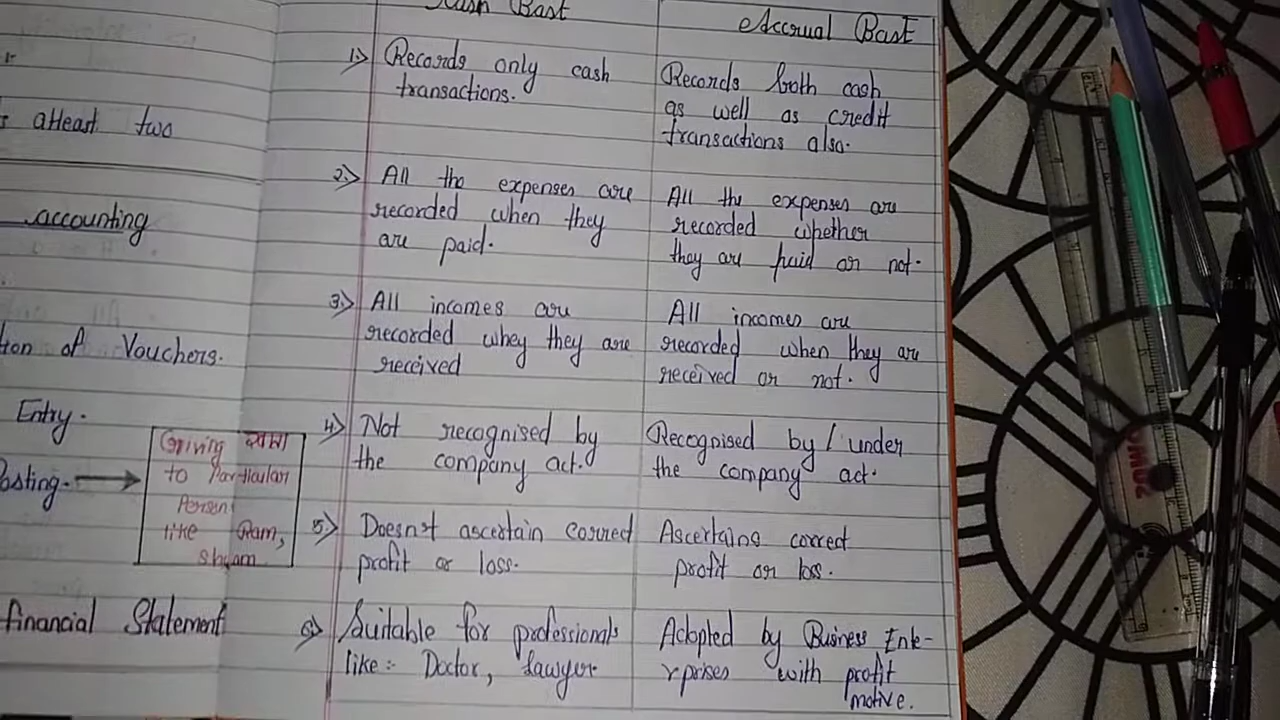 r
s atleast two
accounting
tion of Vouchers.
Entry.
Posting.
Giving खाता
to Particular
Person
like Ram,
Shyam
financial Statement
Cash Bast
Accrual Bast
1> Records only cash
transactions.
Records both cash
as well as credit
transactions also.
2> All the expenses are
recorded when they
are paid.
All the expenses are
recorded whether
they are paid or not.
3> All incomes are
recorded whey they are
received
All incomes are
recorded when they are
received or not.
4> Not recognised by
the company act.
Recognised by / under
the company act.
5> Doesn't ascertain correct
profit or loss.
Ascertains correct
profit or loss.
6> Suitable for professionals
like:- Doctor, Lawyer
Adopted by Business Ente-
rprises with profit
motive.